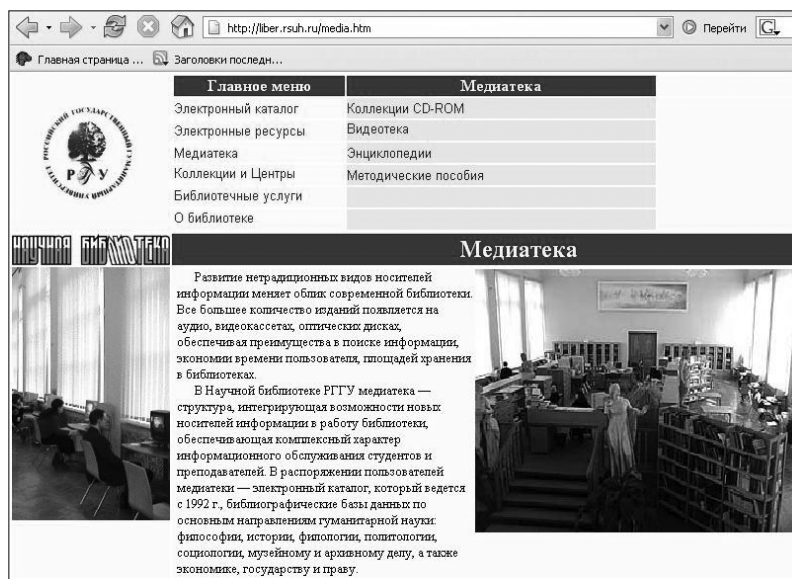 http://liber.rsuh.ru/media.htm
Перейти
G
Главная страница ...
Заголовки последн...
Главное меню
Медиатека
Электронный каталог
Коллекции CD-ROM
Электронные ресурсы
Видеотека
Медиатека
Энциклопедии
Коллекции и Центры
Методические пособия
Библиотечные услуги
О библиотеке
РОССИЙСКИЙ ГОСУДАРСТВЕННЫЙ ГУМАНИТАРНЫЙ УНИВЕРСИТЕТ
РГГУ
НАУЧНАЯ БИБЛИОТЕКА
Медиатека
Развитие нетрадиционных видов носителей
информации меняет облик современной библиотеки.
Все большее количество изданий появляется на
аудио, видеокассетах, оптических дисках,
обеспечивая преимущества в поиске информации,
экономии времени пользователя, площадей хранения
в библиотеках.
В Научной библиотеке РГГУ медиатека —
структура, интегрирующая возможности новых
носителей информации в работу библиотеки,
обеспечивающая комплексный характер
информационного обслуживания студентов и
преподавателей. В распоряжении пользователей
медиатеки — электронный каталог, который ведется
с 1992 г., библиографические базы данных по
основным направлениям гуманитарной науки:
философии, истории, филологии, политологии,
социологии, музейному и архивному делу, а также
экономике, государству и праву.